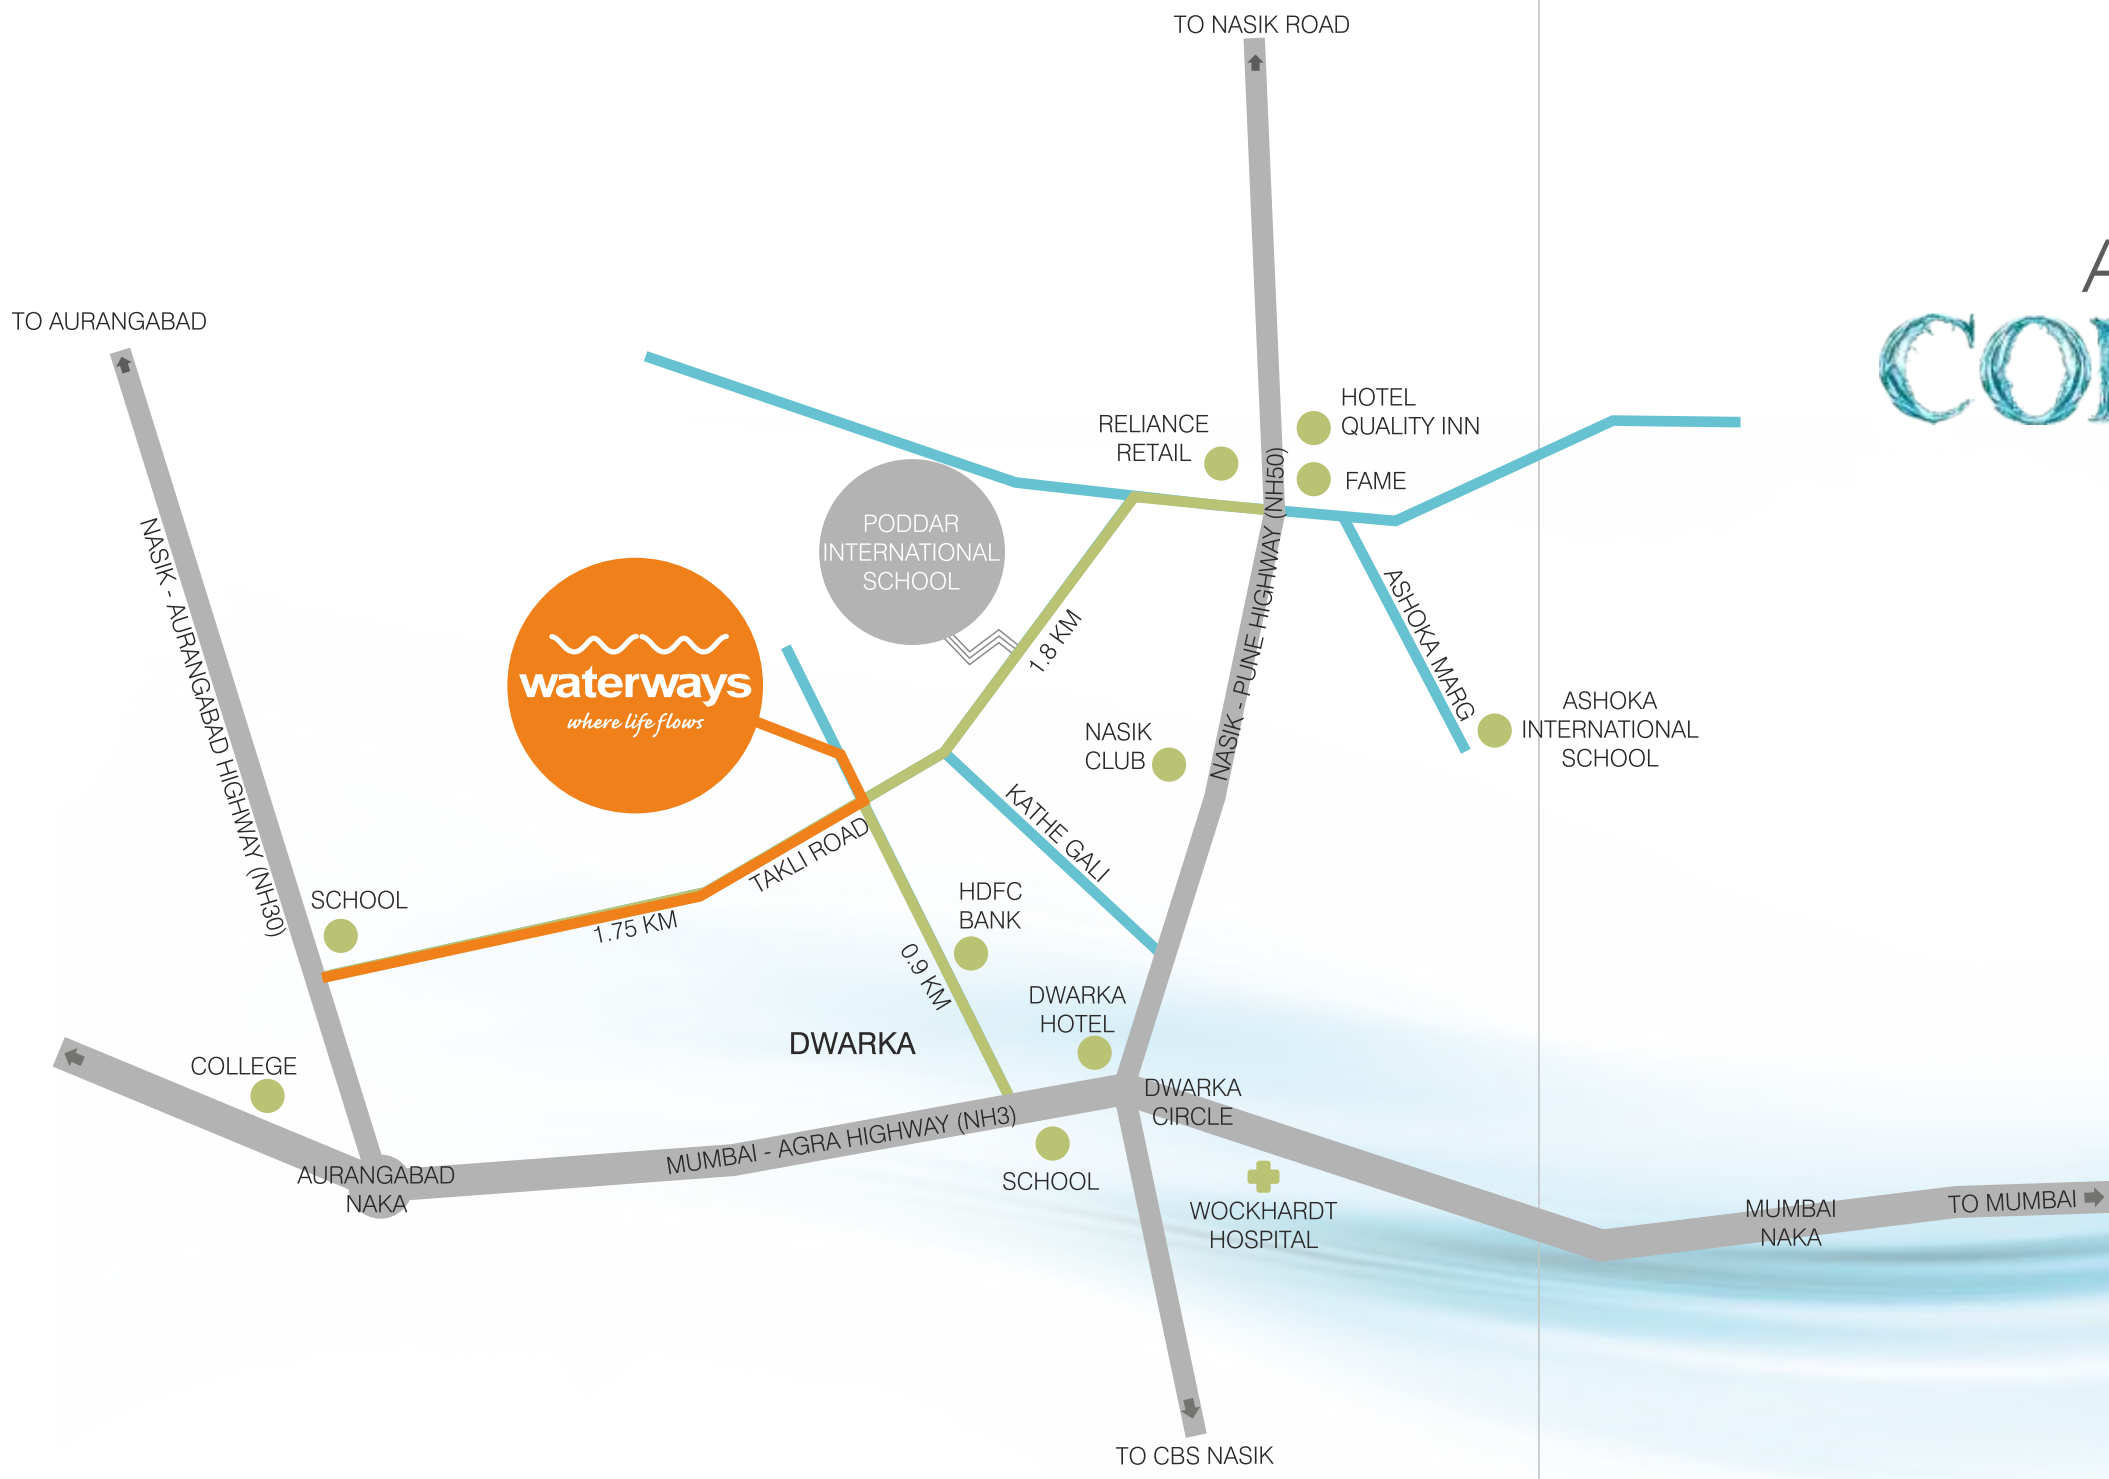 TO NASIK ROAD
A
TO AURANGABAD
HOTEL
QUALITY INN
RELIANCE
RETAIL
FAME
NASIK - PUNE HIGHWAY (NH50)
PODDAR
INTERNATIONAL
SCHOOL
NASIK - AURANGABAD HIGHWAY (NH30)
waterways
where life flows
1.8 KM
ASHOKA MARG
ASHOKA
INTERNATIONAL
SCHOOL
NASIK
CLUB
KATHE GALI
TAKLI ROAD
SCHOOL
1.75 KM
HDFC
BANK
0.9 KM
DWARKA
HOTEL
DWARKA
COLLEGE
DWARKA
CIRCLE
MUMBAI - AGRA HIGHWAY (NH3)
AURANGABAD
NAKA
SCHOOL
WOCKHARDT
HOSPITAL
MUMBAI
NAKA
TO MUMBAI
TO CBS NASIK